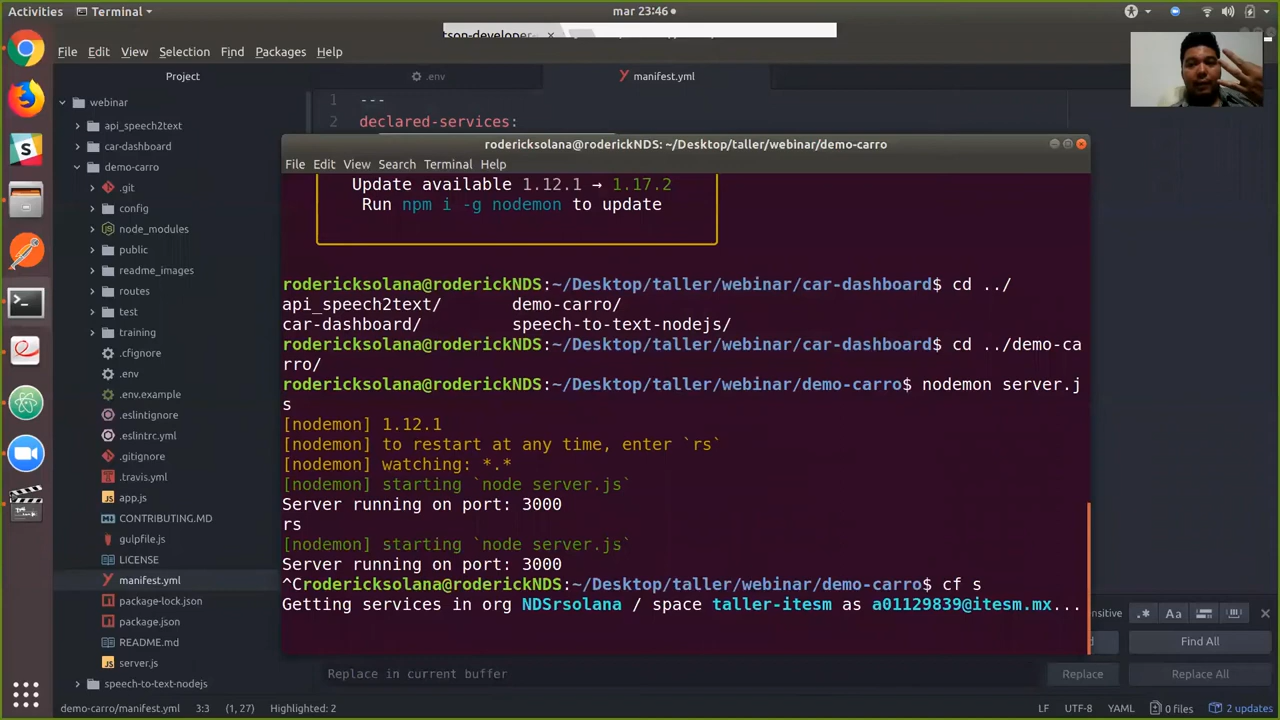 Activities Terminal mar 23:46
tson-developer-
File Edit View Selection Find Packages Help
Project .env manifest.yml
webinar
api_speech2text
car-dashboard
demo-carro
.git
config
node_modules
public
readme_images
routes
test
training
.cfignore
.env
.env.example
.eslintignore
.eslintrc.yml
.gitignore
.travis.yml
app.js
CONTRIBUTING.MD
gulpfile.js
LICENSE
manifest.yml
package-lock.json
package.json
README.md
server.js
speech-to-text-nodejs
1 ---
2 declared-services:
rodericksolana@roderickNDS: ~/Desktop/taller/webinar/demo-carro
File Edit View Search Terminal Help
Update available 1.12.1 → 1.17.2
Run npm i -g nodemon to update
rodericksolana@roderickNDS:~/Desktop/taller/webinar/car-dashboard$ cd ../
api_speech2text/ demo-carro/
car-dashboard/ speech-to-text-nodejs/
rodericksolana@roderickNDS:~/Desktop/taller/webinar/car-dashboard$ cd ../demo-ca
rro/
rodericksolana@roderickNDS:~/Desktop/taller/webinar/demo-carro$ nodemon server.j
s
[nodemon] 1.12.1
[nodemon] to restart at any time, enter `rs`
[nodemon] watching: *.*
[nodemon] starting `node server.js`
Server running on port: 3000
rs
[nodemon] starting `node server.js`
Server running on port: 3000
^Crodericksolana@roderickNDS:~/Desktop/taller/webinar/demo-carro$ cf s
Getting services in org NDSrsolana / space taller-itesm as a01129839@itesm.mx...
nsitive .* Aa
Find All
Replace in current buffer Replace Replace All
demo-carro/manifest.yml 3:3 (1, 27) Highlighted: 2 LF UTF-8 YAML 0 files 2 updates